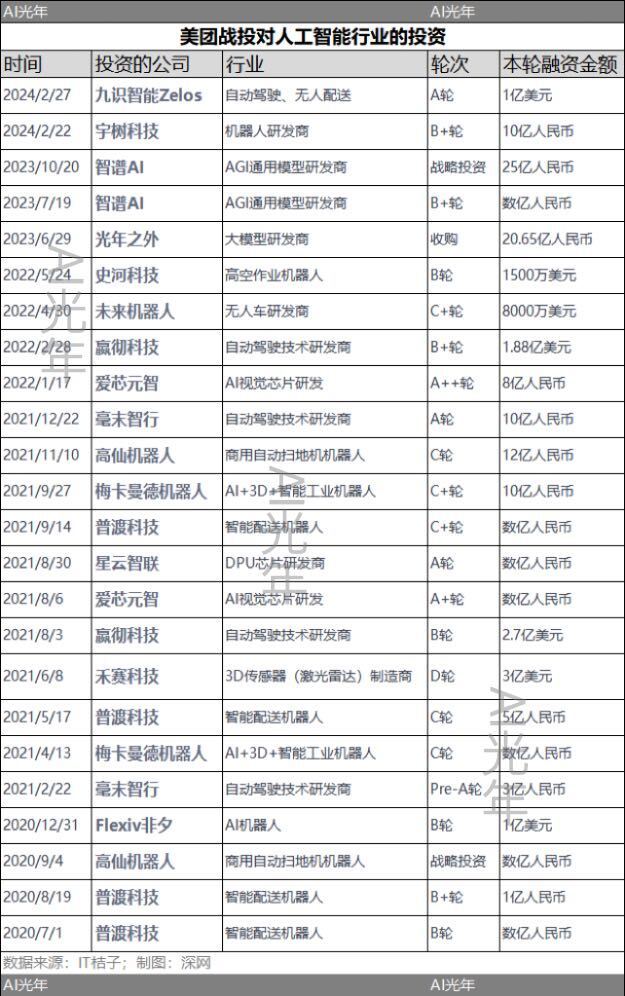 AI光年 AI光年
美团战投对人工智能行业的投资
时间 投资的公司 行业 轮次 本轮融资金额
2024/2/27 九识智能Zelos 自动驾驶、无人配送 A轮 1亿美元
2024/2/22 宇树科技 机器人研发商 B+轮 10亿人民币
2023/10/20 智谱AI AGI通用模型研发商 战略投资 25亿人民币
2023/7/19 智谱AI AGI通用模型研发商 B+轮 数亿人民币
2023/6/29 光年之外 大模型研发商 收购 20.65亿人民币
2022/5/24 史河科技 高空作业机器人 B轮 1500万美元
2022/4/30 未来机器人 无人车研发商 C+轮 8000万美元
2022/2/28 嬴彻科技 自动驾驶技术研发商 B+轮 1.88亿美元
2022/1/17 爱芯元智 AI视觉芯片研发 A++轮 8亿人民币
2021/12/22 毫末智行 自动驾驶技术研发商 A轮 10亿人民币
2021/11/10 高仙机器人 商用自动扫地机机器人 C轮 12亿人民币
2021/9/27 梅卡曼德机器人 AI+3D+智能工业机器人 C+轮 10亿人民币
2021/9/14 普渡科技 智能配送机器人 C+轮 数亿人民币
2021/8/30 星云智联 DPU芯片研发商 A轮 数亿人民币
2021/8/6 爱芯元智 AI视觉芯片研发 A+轮 数亿人民币
2021/8/3 嬴彻科技 自动驾驶技术研发商 B轮 2.7亿美元
2021/6/8 禾赛科技 3D传感器（激光雷达）制造商 D轮 3亿美元
2021/5/17 普渡科技 智能配送机器人 C轮 5亿人民币
2021/4/13 梅卡曼德机器人 AI+3D+智能工业机器人 C轮 数亿人民币
2021/2/22 毫末智行 自动驾驶技术研发商 Pre-A轮 3亿人民币
2020/12/31 Flexiv非夕 AI机器人 B轮 1亿美元
2020/9/4 高仙机器人 商用自动扫地机机器人 战略投资 数亿人民币
2020/8/19 普渡科技 智能配送机器人 B+轮 1亿人民币
2020/7/1 普渡科技 智能配送机器人 B轮 数亿人民币
数据来源：IT桔子；制图：深网
AI光年 AI光年
AI光年
AI光年
AI光年